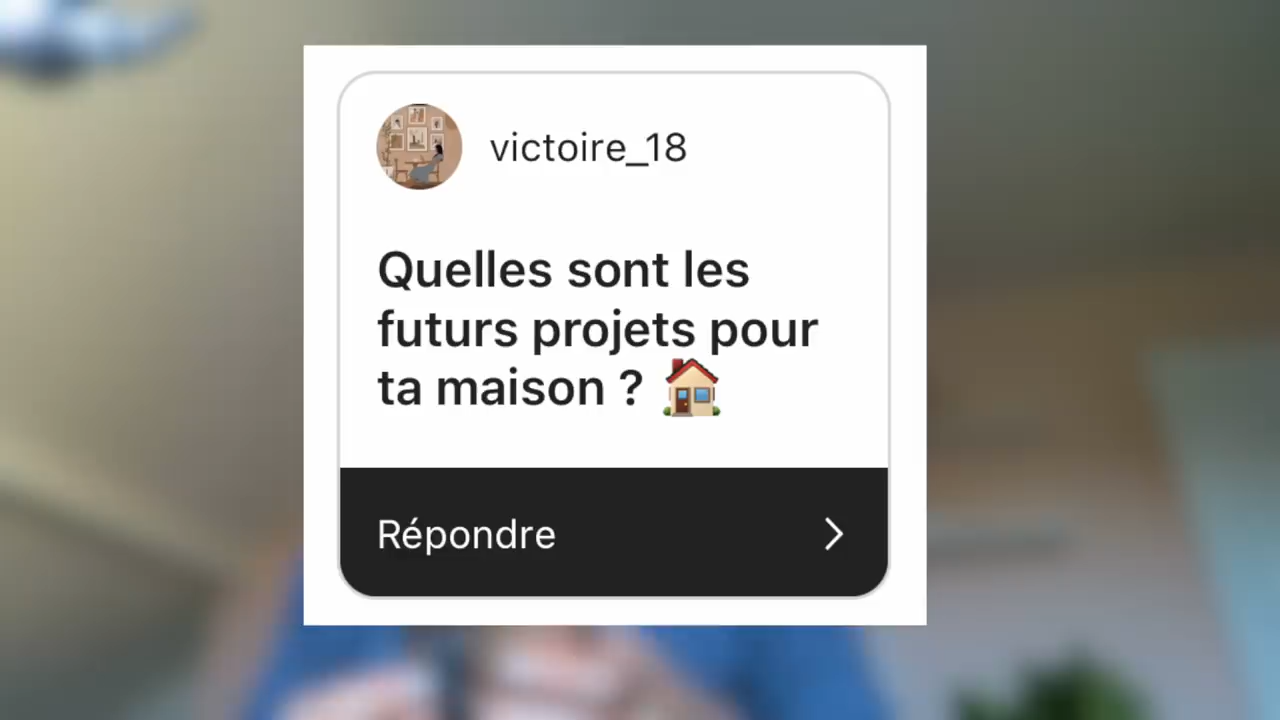 victoire_18
Quelles sont les
futurs projets pour
ta maison ? 🏠
Répondre